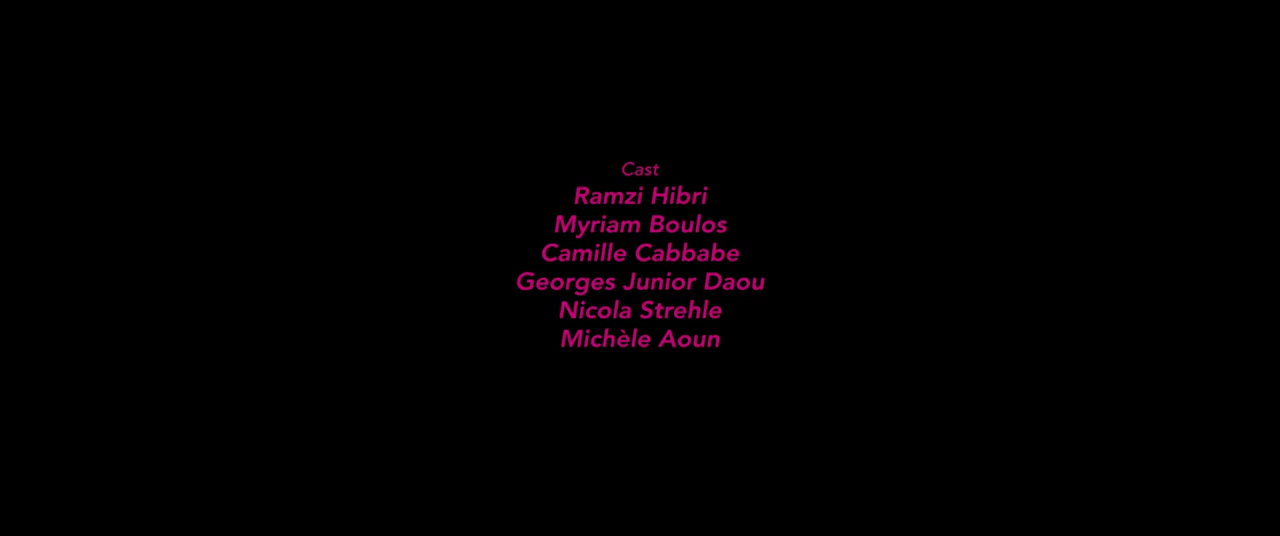 Cast
Ramzi Hibri
Myriam Boulos
Camille Cabbabe
Georges Junior Daou
Nicola Strehle
Michèle Aoun